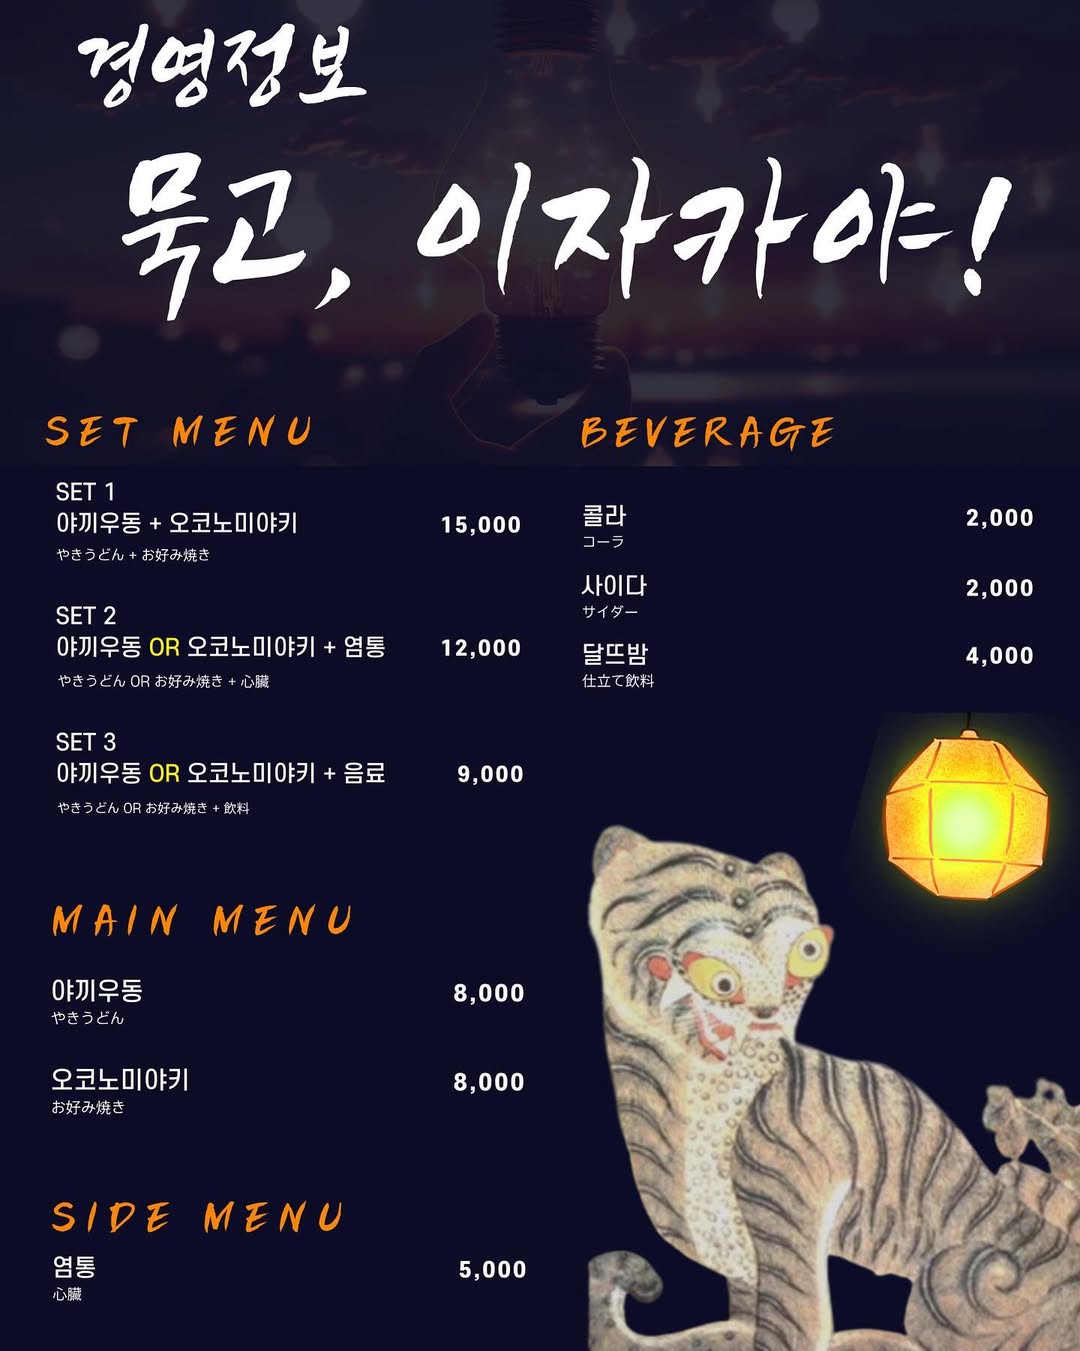 경영정보
묵고, 이자카야!
SET MENU
SET 1
야끼우동 + 오코노미야키 15,000
やきうどん + お好み焼き
SET 2
야끼우동 OR 오코노미야키 + 염통 12,000
やきうどん OR お好み焼き + 心臓
SET 3
야끼우동 OR 오코노미야키 + 음료 9,000
やきうどん OR お好み焼き + 飲料
MAIN MENU
야끼우동 8,000
やきうどん
오코노미야키 8,000
お好み焼き
SIDE MENU
염통 5,000
心臓
BEVERAGE
콜라 2,000
コーラ
사이다 2,000
サイダー
달뜨밤 4,000
仕立て飲料